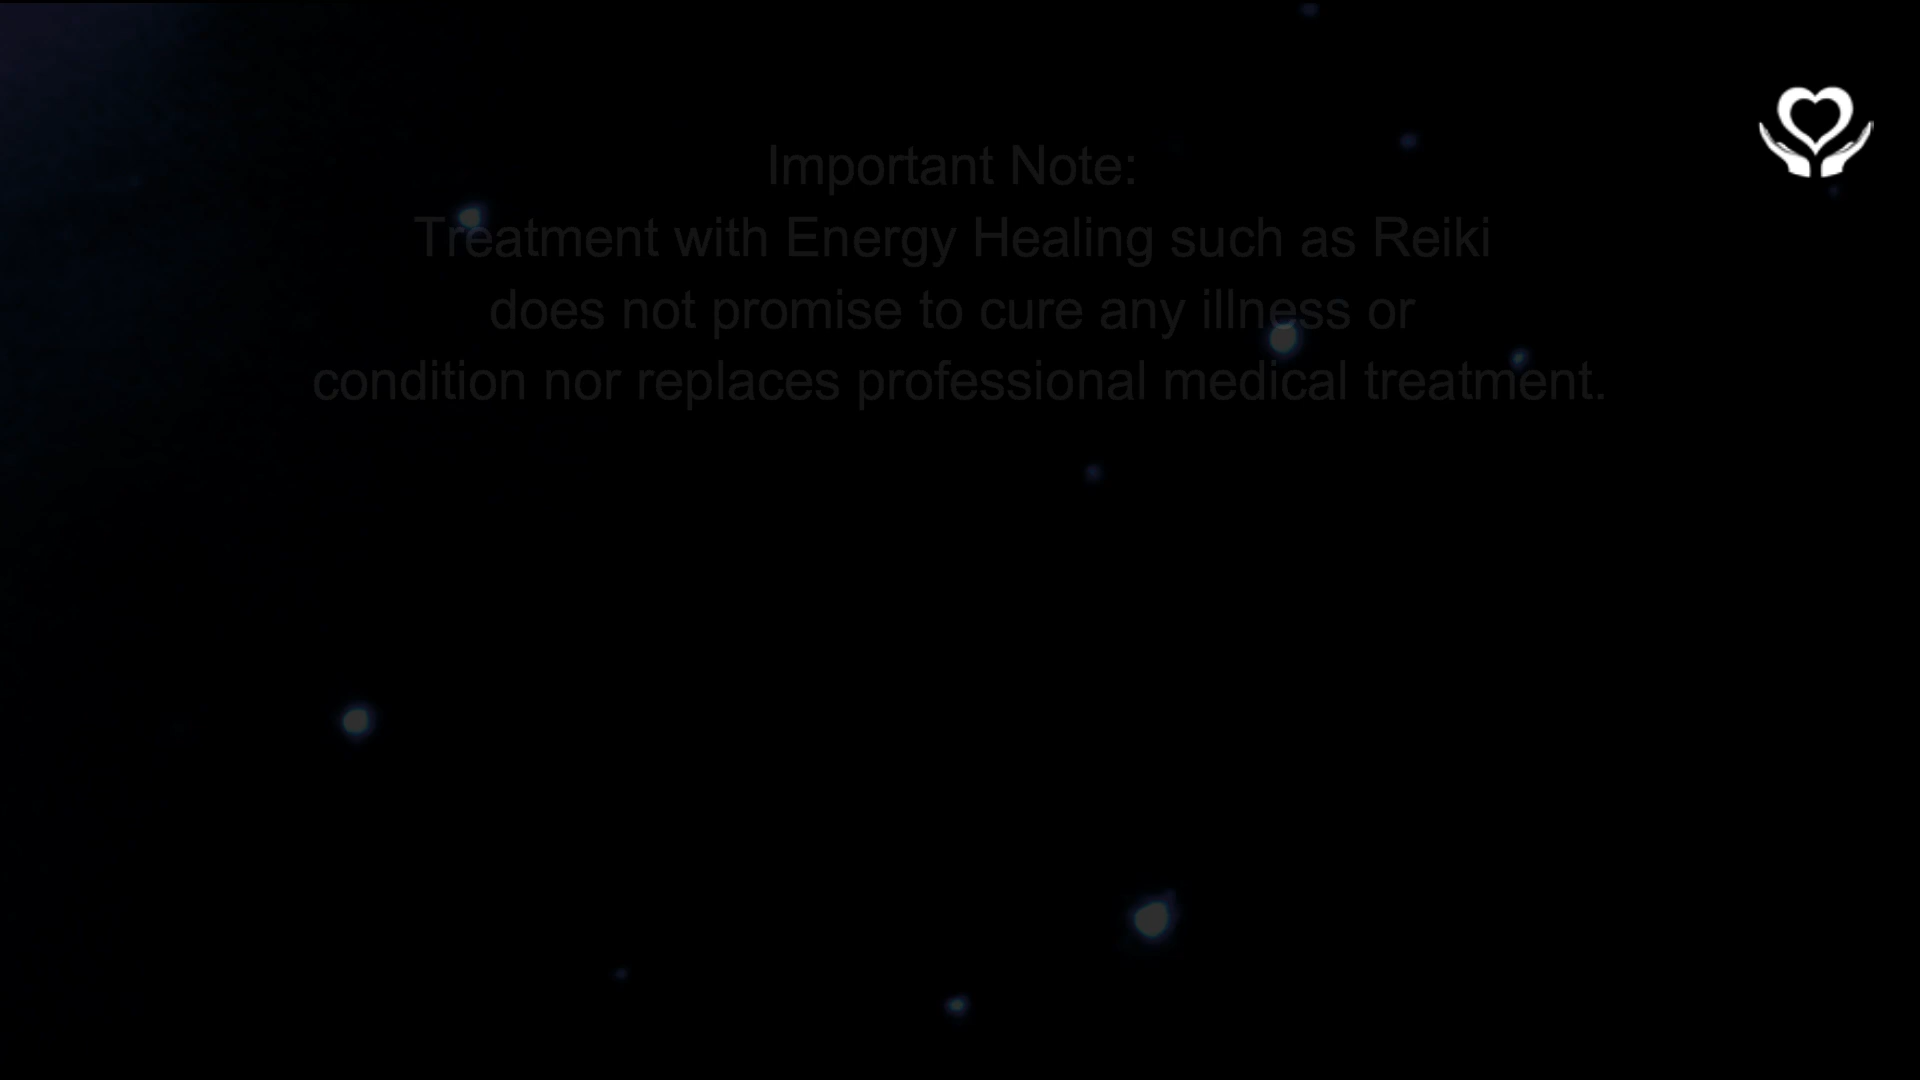 Important Note:
Treatment with Energy Healing such as Reiki
does not promise to cure any illness or
condition nor replaces professional medical treatment.